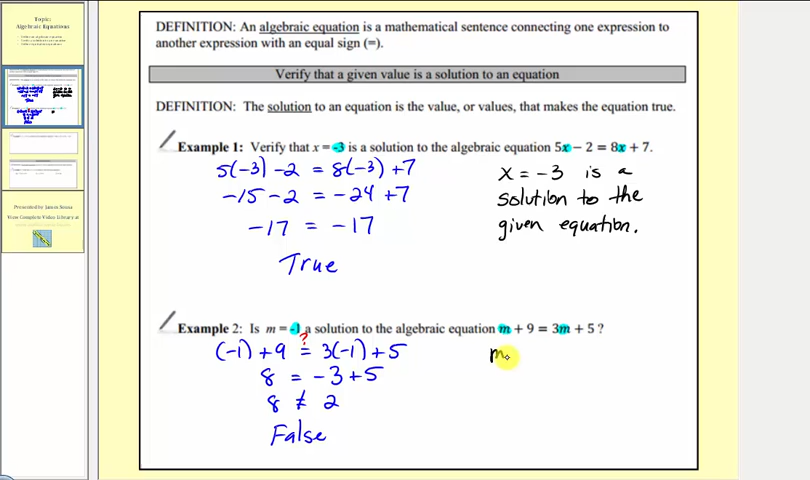 Topic:
Algebraic Equations
DEFINITION: An algebraic equation is a mathematical sentence connecting one expression to
another expression with an equal sign (=).
Verify that a given value is a solution to an equation
DEFINITION: The solution to an equation is the value, or values, that makes the equation true.
Example 1: Verify that x = -3 is a solution to the algebraic equation 5x − 2 = 8x + 7.
5(-3) -2 = 8(-3) +7
-15 - 2 = -24 +7
-17 = -17
True
x = -3 is a
solution to the
given equation.
Example 2: Is m = -1 a solution to the algebraic equation m + 9 = 3m + 5 ?
?
(-1) +9 = 3(-1) +5
8 = -3 +5
8 ≠ 2
False
m
Presented by James Sousa
View Complete Video Library at